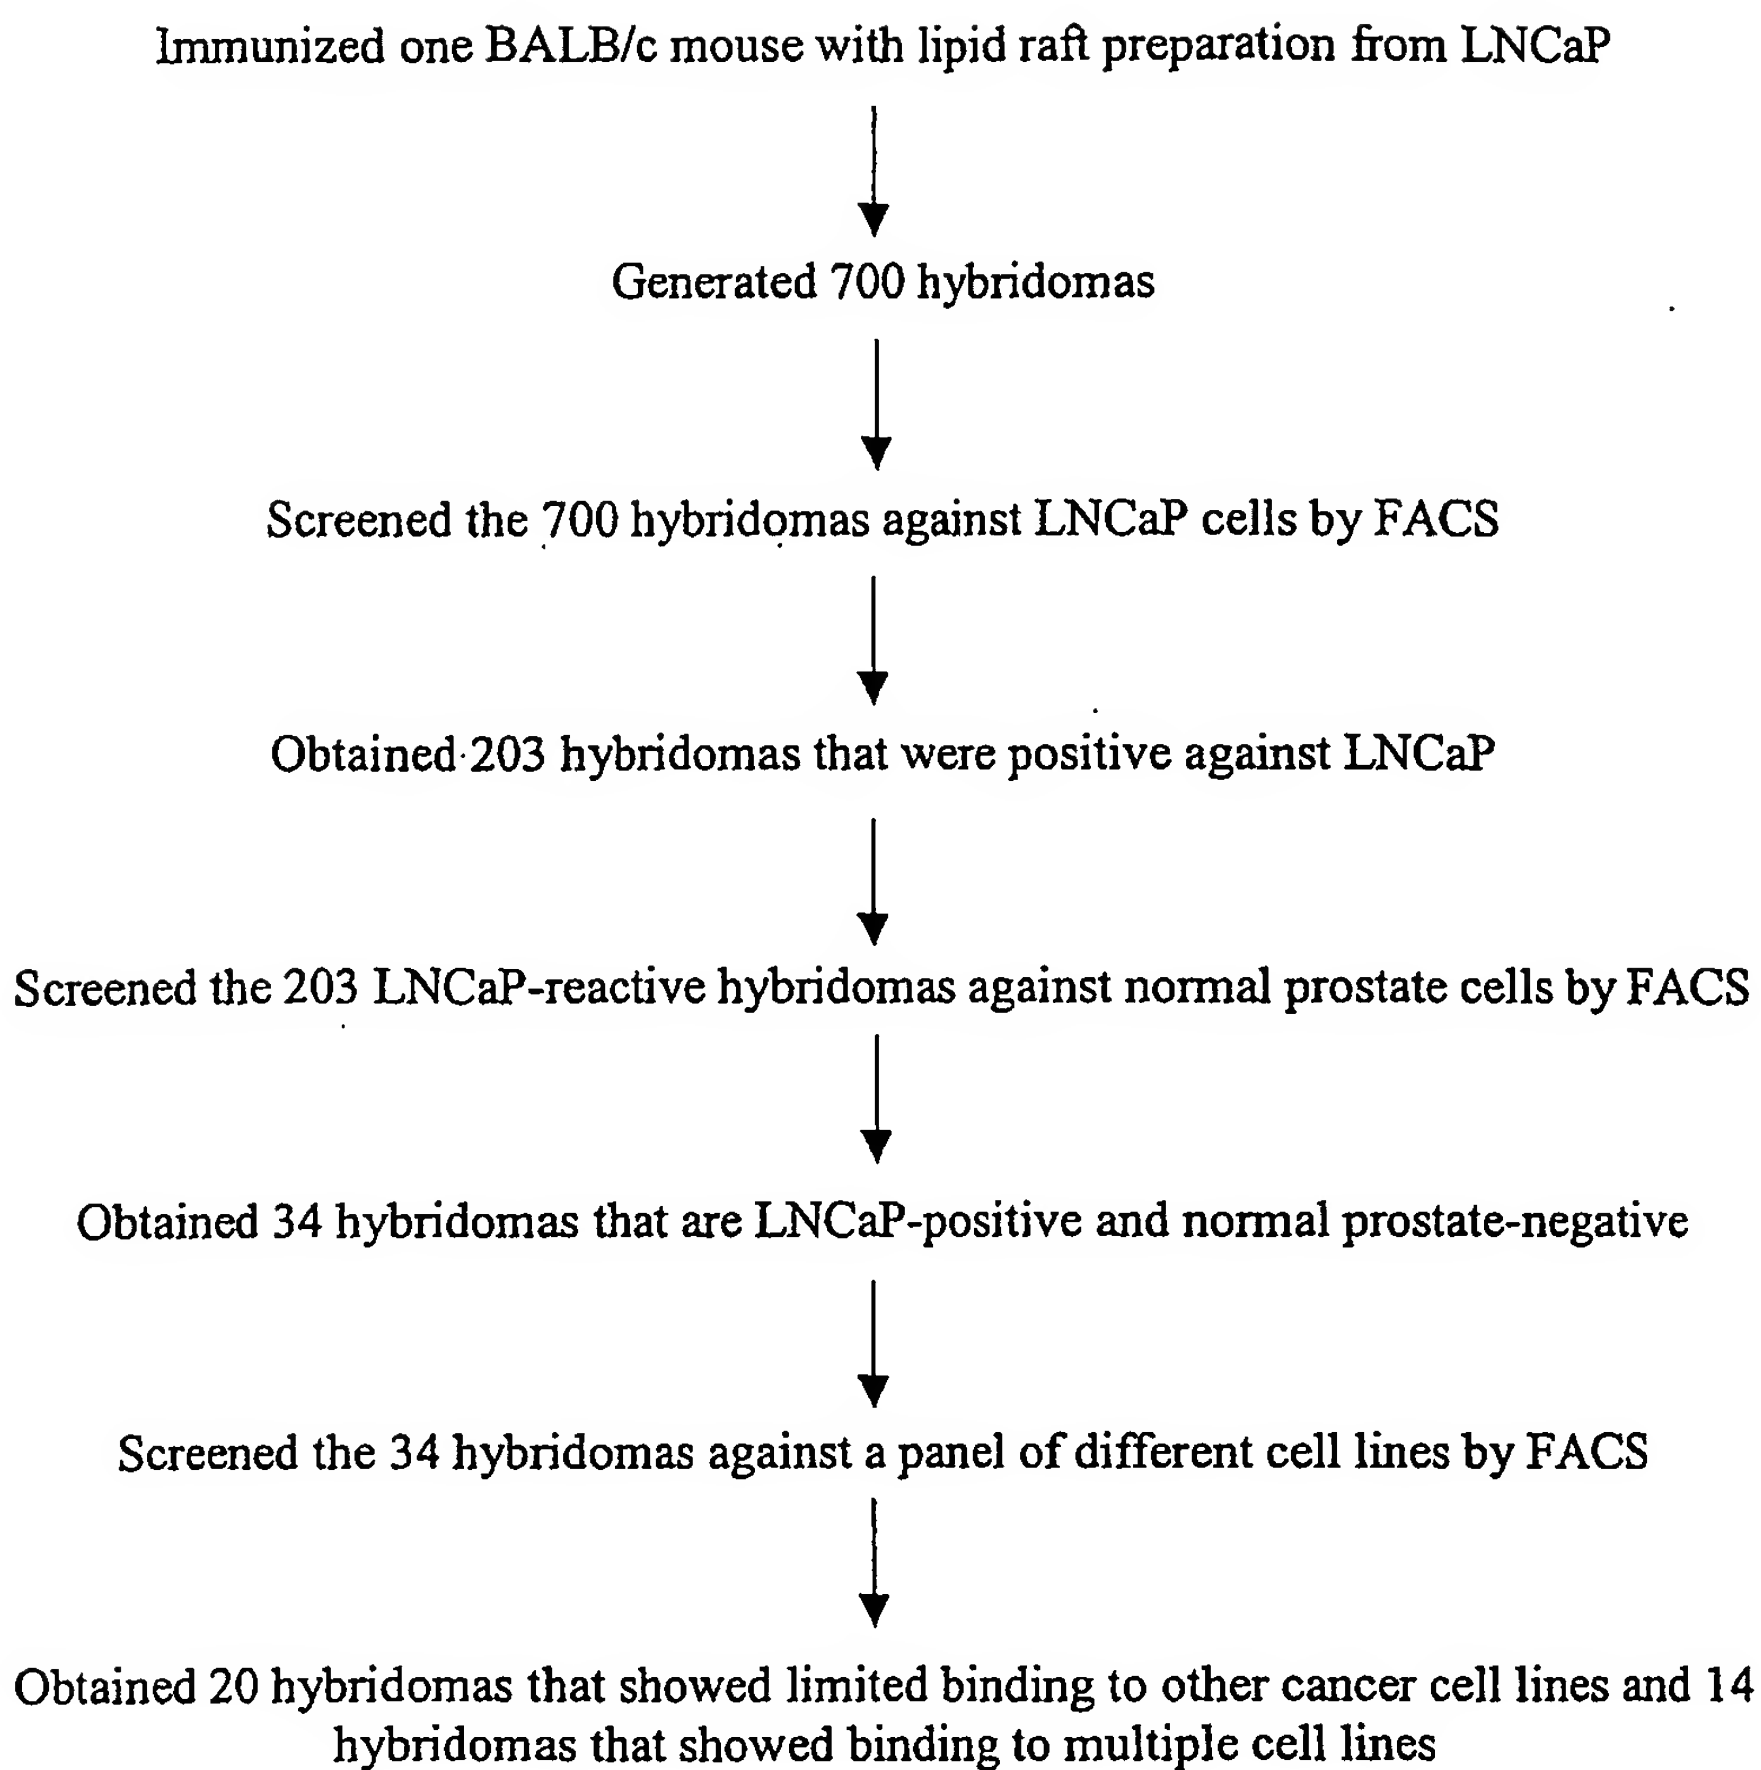 Immunized one BALB/c mouse with lipid raft preparation from LNCaP
Generated 700 hybridomas
Screened the 700 hybridomas against LNCaP cells by FACS
Obtained 203 hybridomas that were positive against LNCaP
Screened the 203 LNCaP-reactive hybridomas against normal prostate cells by FACS
Obtained 34 hybridomas that are LNCaP-positive and normal prostate-negative
Screened the 34 hybridomas against a panel of different cell lines by FACS
Obtained 20 hybridomas that showed limited binding to other cancer cell lines and 14
hybridomas that showed binding to multiple cell lines